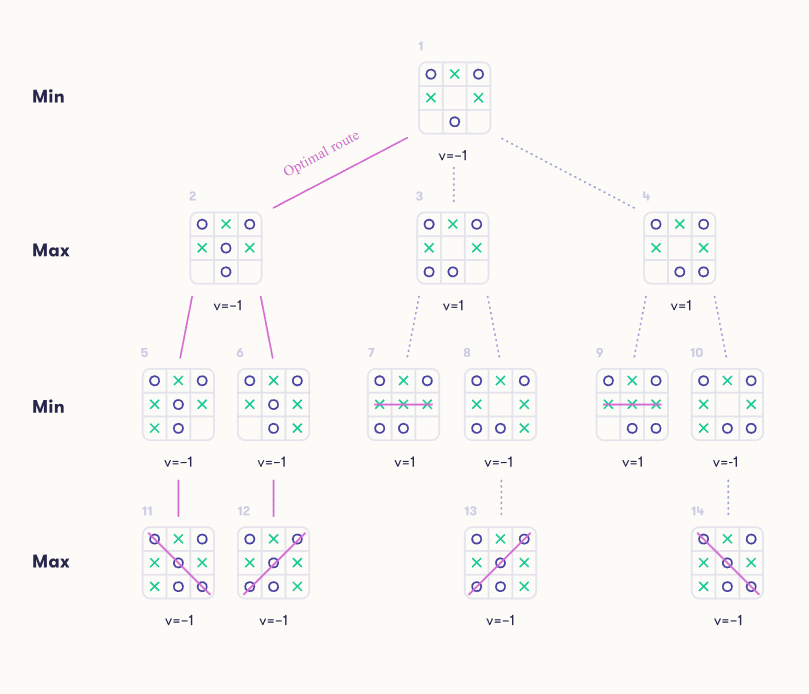 1
Min
Optimal route
v=–1
2
3
4
Max
v=–1
v=1
v=1
5
6
7
8
9
10
Min
v=–1
v=–1
v=1
v=–1
v=1
v=-1
11
12
13
14
Max
v=–1
v=–1
v=–1
v=–1